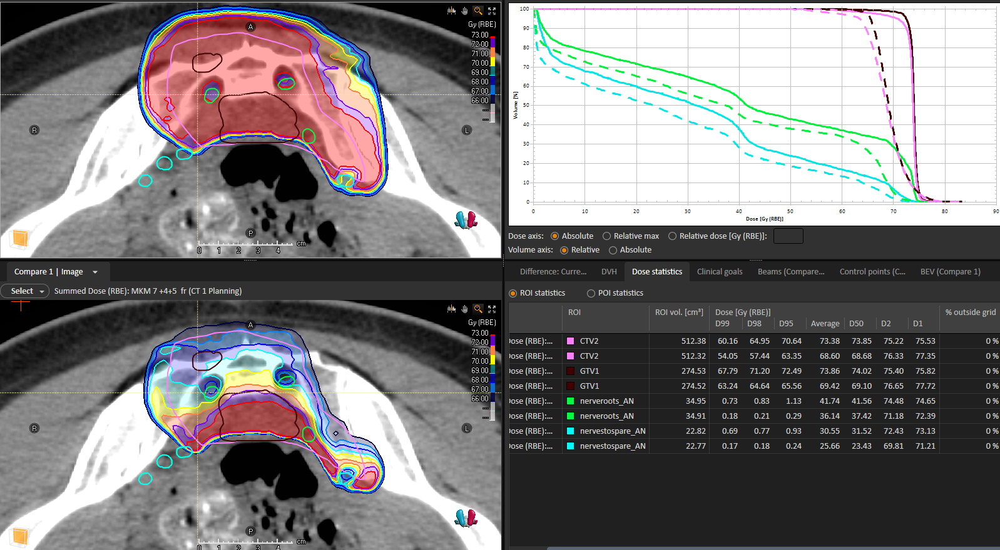 A
Gy (RBE)
73.00
72.00
71.00
70.00
69.00
68.00
67.00
66.00
R
L
P
0 1 2 3 4 cm
Compare 1 | Image
Select Summed Dose (RBE): MKM 7 +4+5 fr (CT 1 Planning)
A
Gy (RBE)
73.00
72.00
71.00
70.00
69.00
68.00
67.00
66.00
R
L
P
0 1 2 3 4 cm
100
90
80
70
60
50
40
30
20
10
0
Volume [%]
0 10 20 30 40 50 60 70 80 90
Dose [Gy (RBE)]
Dose axis: Absolute Relative max Relative dose [Gy (RBE)]:
Volume axis: Relative Absolute
Difference: Curre... DVH Dose statistics Clinical goals Beams (Compare... Control points (C... BEV (Compare 1)
ROI statistics POI statistics
ROI ROI vol. [cm³] Dose [Gy (RBE)] % outside grid
D99 D98 D95 Average D50 D2 D1
Dose (RBE):... CTV2 512.38 60.16 64.95 70.64 73.38 73.85 75.22 75.53 0 %
Dose (RBE):... CTV2 512.32 54.05 57.44 63.35 68.60 68.68 76.33 77.35 0 %
Dose (RBE):... GTV1 274.53 67.79 71.20 72.49 73.86 74.02 75.40 75.82 0 %
Dose (RBE):... GTV1 274.52 63.24 64.64 65.56 69.42 69.10 76.65 77.72 0 %
Dose (RBE):... nerveroots_AN 34.95 0.73 0.83 1.13 41.74 41.56 74.48 74.65 0 %
Dose (RBE):... nerveroots_AN 34.91 0.18 0.21 0.29 36.14 37.42 71.18 72.39 0 %
Dose (RBE):... nervestospare_AN 22.82 0.69 0.77 0.93 30.55 31.52 72.43 73.13 0 %
Dose (RBE):... nervestospare_AN 22.77 0.17 0.18 0.24 25.66 23.43 69.81 71.21 0 %